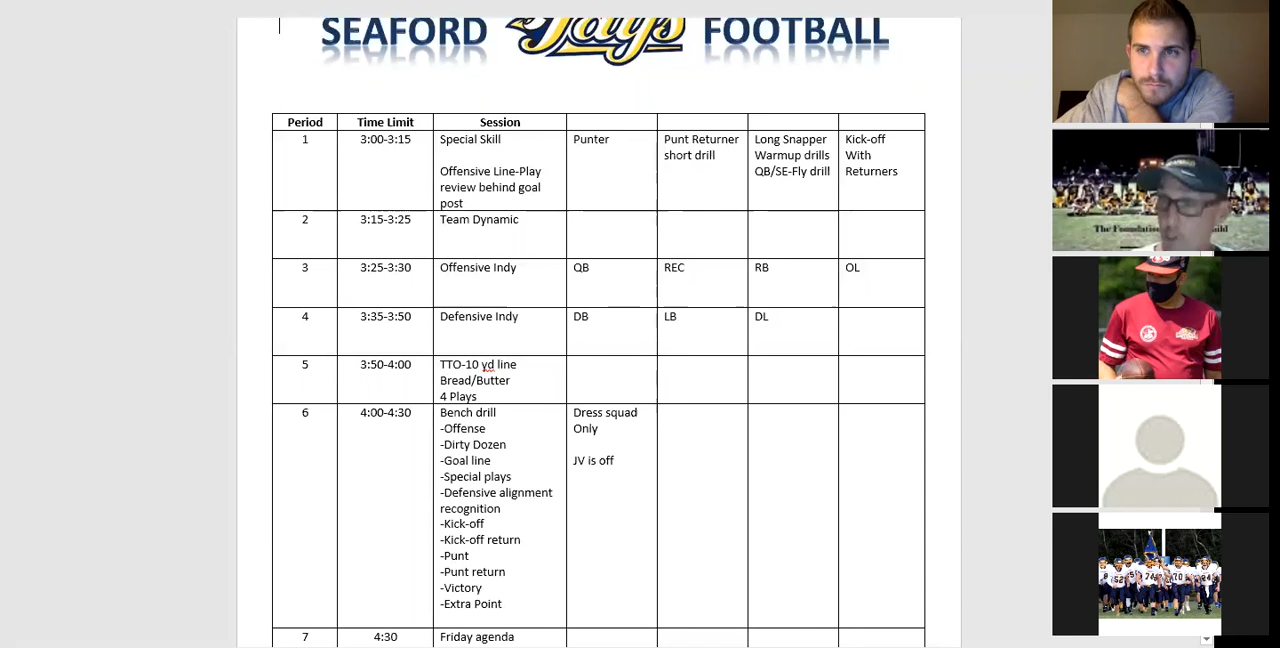 SEAFORD Jays FOOTBALL
Period Time Limit Session
1 3:00-3:15 Special Skill Punter Punt Returner Long Snapper Kick-off
short drill Warmup drills With
Offensive Line-Play QB/SE-Fly drill Returners
review behind goal
post
2 3:15-3:25 Team Dynamic
3 3:25-3:30 Offensive Indy QB REC RB OL
4 3:35-3:50 Defensive Indy DB LB DL
5 3:50-4:00 TTO-10 yd line
Bread/Butter
4 Plays
6 4:00-4:30 Bench drill Dress squad
-Offense Only
-Dirty Dozen
-Goal line JV is off
-Special plays
-Defensive alignment
recognition
-Kick-off
-Kick-off return
-Punt
-Punt return
-Victory
-Extra Point
7 4:30 Friday agenda
The Foundation
52 74 70 24